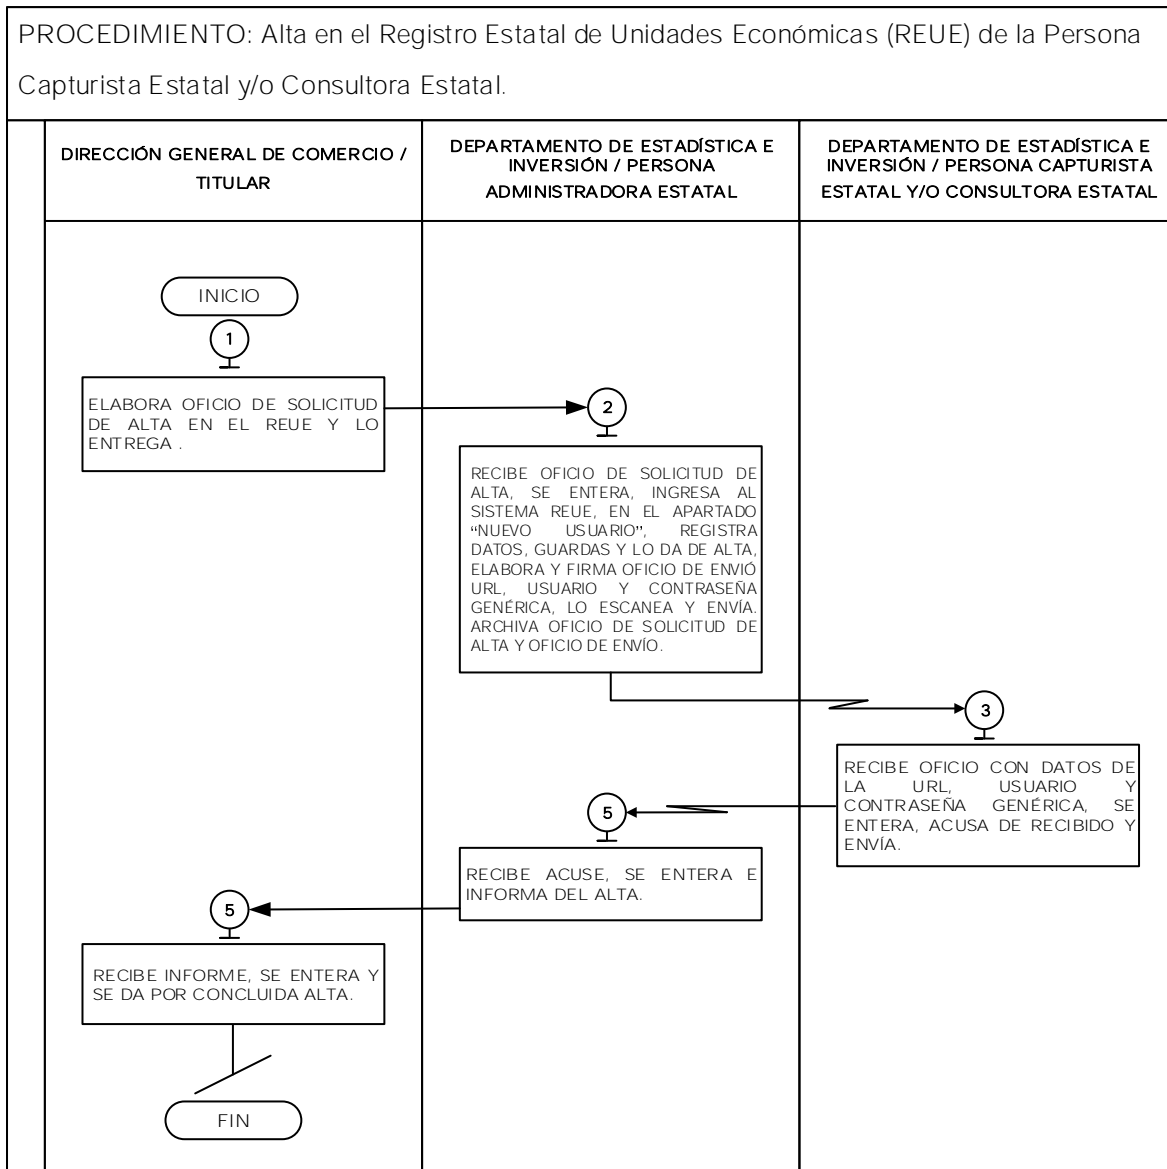 PROCEDIMIENTO: Alta en el Registro Estatal de Unidades Económicas (REUE) de la Persona
Capturista Estatal y/o Consultora Estatal.
DIRECCIÓN GENERAL DE COMERCIO /
TITULAR
DEPARTAMENTO DE ESTADÍSTICA E
INVERSIÓN / PERSONA
ADMINISTRADORA ESTATAL
DEPARTAMENTO DE ESTADÍSTICA E
INVERSIÓN / PERSONA CAPTURISTA
ESTATAL Y/O CONSULTORA ESTATAL
INICIO
1
ELABORA OFICIO DE SOLICITUD
DE ALTA EN EL REUE Y LO
ENTREGA .
2
RECIBE OFICIO DE SOLICITUD DE
ALTA, SE ENTERA, INGRESA AL
SISTEMA REUE, EN EL APARTADO
“NUEVO USUARIO”, REGISTRA
DATOS, GUARDAS Y LO DA DE ALTA,
ELABORA Y FIRMA OFICIO DE ENVIÓ
URL, USUARIO Y CONTRASEÑA
GENÉRICA, LO ESCANEA Y ENVÍA.
ARCHIVA OFICIO DE SOLICITUD DE
ALTA Y OFICIO DE ENVÍO.
3
RECIBE OFICIO CON DATOS DE
LA URL, USUARIO Y
CONTRASEÑA GENÉRICA, SE
ENTERA, ACUSA DE RECIBIDO Y
ENVÍA.
5
RECIBE ACUSE, SE ENTERA E
INFORMA DEL ALTA.
5
RECIBE INFORME, SE ENTERA Y
SE DA POR CONCLUIDA ALTA.
FIN